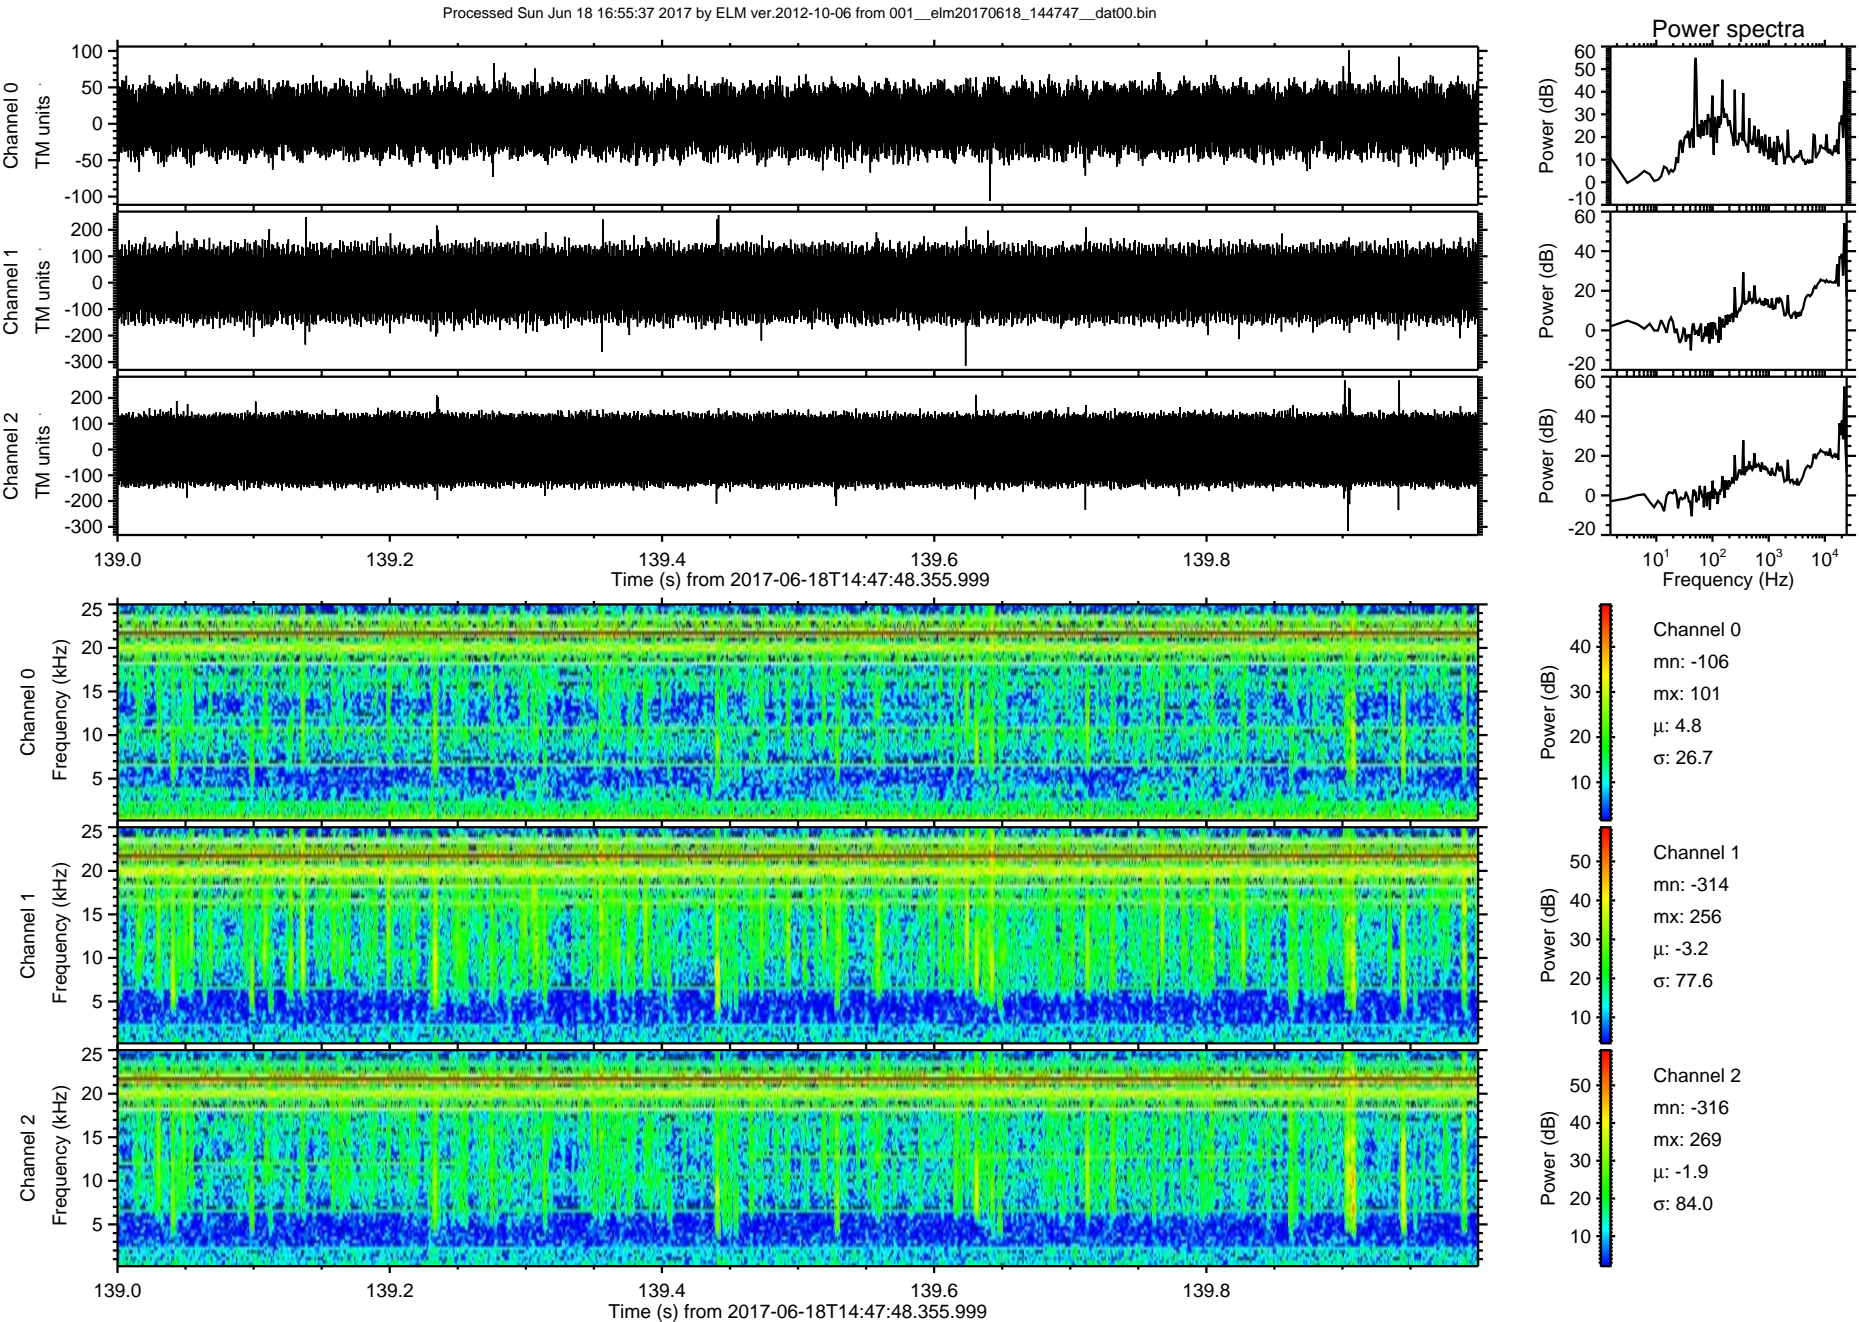 Processed Sun Jun 18 16:55:37 2017 by ELM ver.2012-10-06 from 001__elm20170618_144747__dat00.bin
Power spectra
Channel 0
TM units
100
50
0
-50
-100
Power (dB)
60
50
40
30
20
10
0
-10
Channel 1
TM units
200
100
0
-100
-200
-300
Power (dB)
60
40
20
0
-20
Channel 2
TM units
200
100
0
-100
-200
-300
Power (dB)
60
40
20
0
-20
139.0 139.2 139.4 139.6 139.8
Time (s) from 2017-06-18T14:47:48.355.999
10¹ 10² 10³ 10⁴
Frequency (Hz)
Channel 0
Frequency (kHz)
25
20
15
10
5
Power (dB)
40
30
20
10
Channel 0
mn: -106
mx: 101
μ: 4.8
σ: 26.7
Channel 1
Frequency (kHz)
25
20
15
10
5
Power (dB)
50
40
30
20
10
Channel 1
mn: -314
mx: 256
μ: -3.2
σ: 77.6
Channel 2
Frequency (kHz)
25
20
15
10
5
Power (dB)
50
40
30
20
10
Channel 2
mn: -316
mx: 269
μ: -1.9
σ: 84.0
139.0 139.2 139.4 139.6 139.8
Time (s) from 2017-06-18T14:47:48.355.999